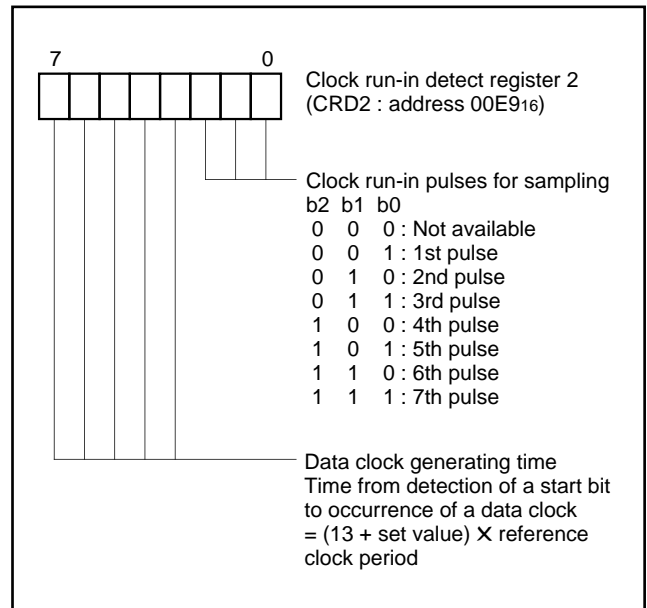 7 0
Clock run-in detect register 2
(CRD2 : address 00E916)
Clock run-in pulses for sampling
b2 b1 b0
0 0 0 : Not available
0 0 1 : 1st pulse
0 1 0 : 2nd pulse
0 1 1 : 3rd pulse
1 0 0 : 4th pulse
1 0 1 : 5th pulse
1 1 0 : 6th pulse
1 1 1 : 7th pulse
Data clock generating time
Time from detection of a start bit
to occurrence of a data clock
= (13 + set value) ✕ reference
clock period